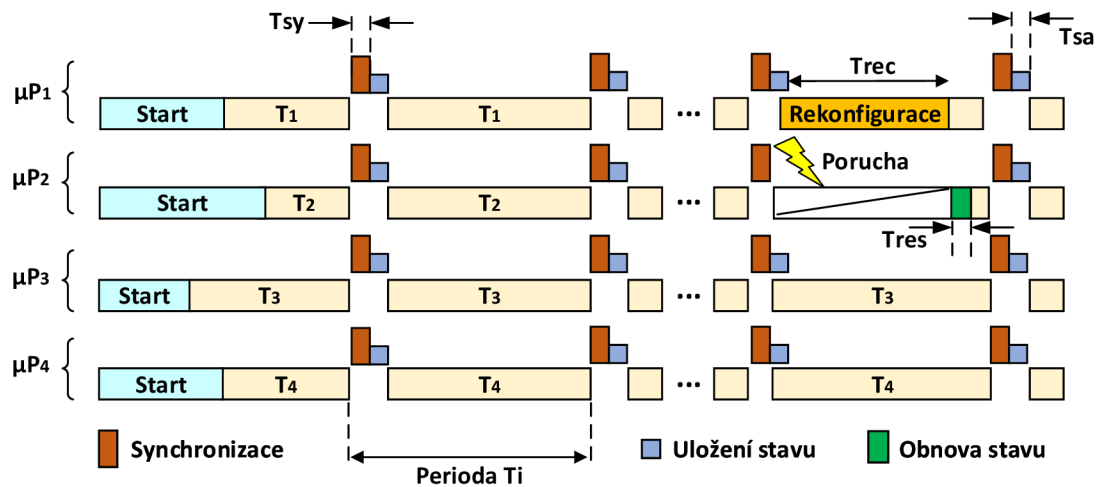 Tsy
Tsa
µP1
Trec
Start
T1
T1
...
Rekonfigurace
µP2
Porucha
Start
T2
T2
...
Tres
µP3
Start
T3
T3
...
T3
µP4
Start
T4
T4
...
T4
Synchronizace
Perioda Ti
Uložení stavu
Obnova stavu